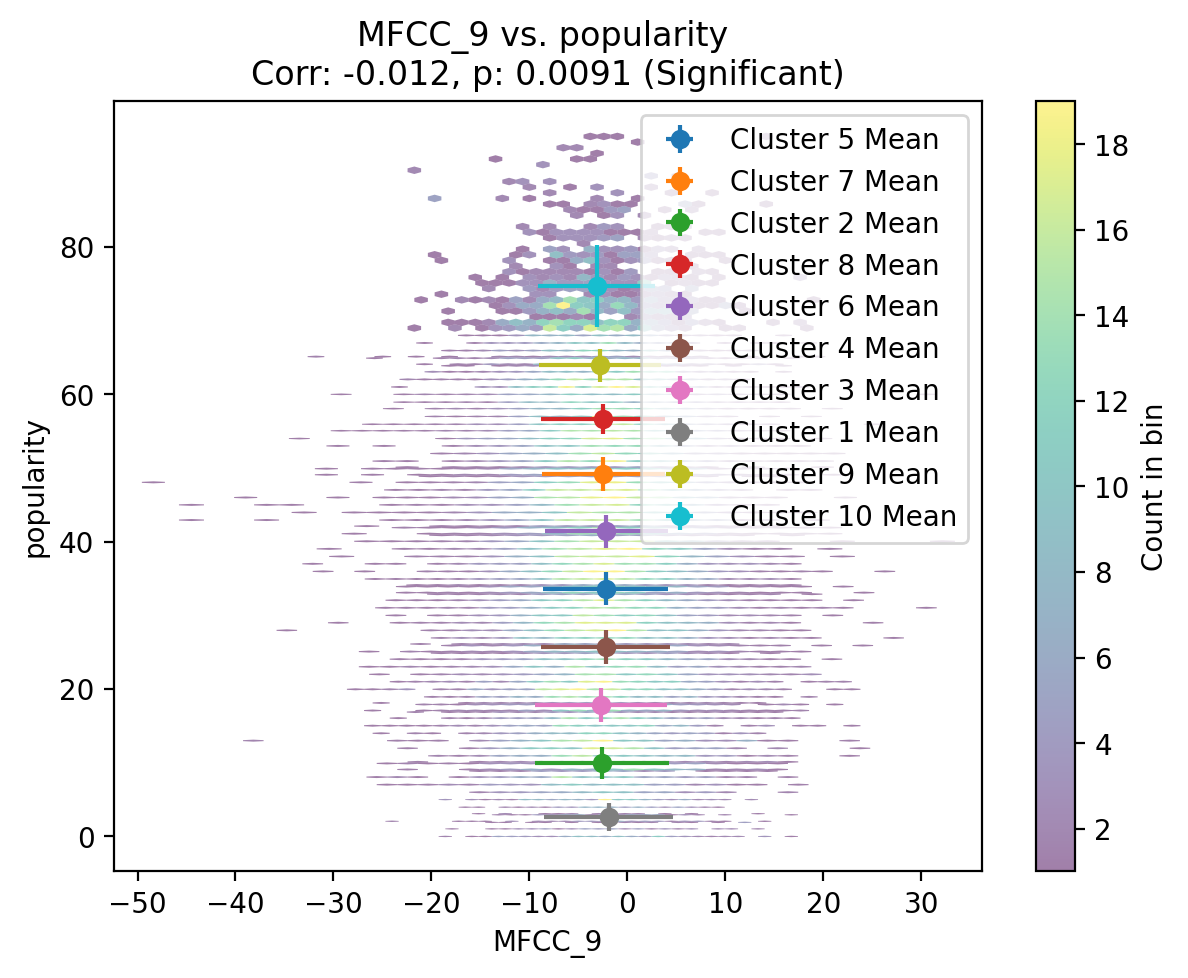 MFCC_9 vs. popularity
Corr: -0.012, p: 0.0091 (Significant)
Cluster 5 Mean
Cluster 7 Mean
Cluster 2 Mean
Cluster 8 Mean
Cluster 6 Mean
Cluster 4 Mean
Cluster 3 Mean
Cluster 1 Mean
Cluster 9 Mean
Cluster 10 Mean
80
60
40
20
0
popularity
−50 −40 −30 −20 −10 0 10 20 30
MFCC_9
18
16
14
12
10
8
6
4
2
Count in bin